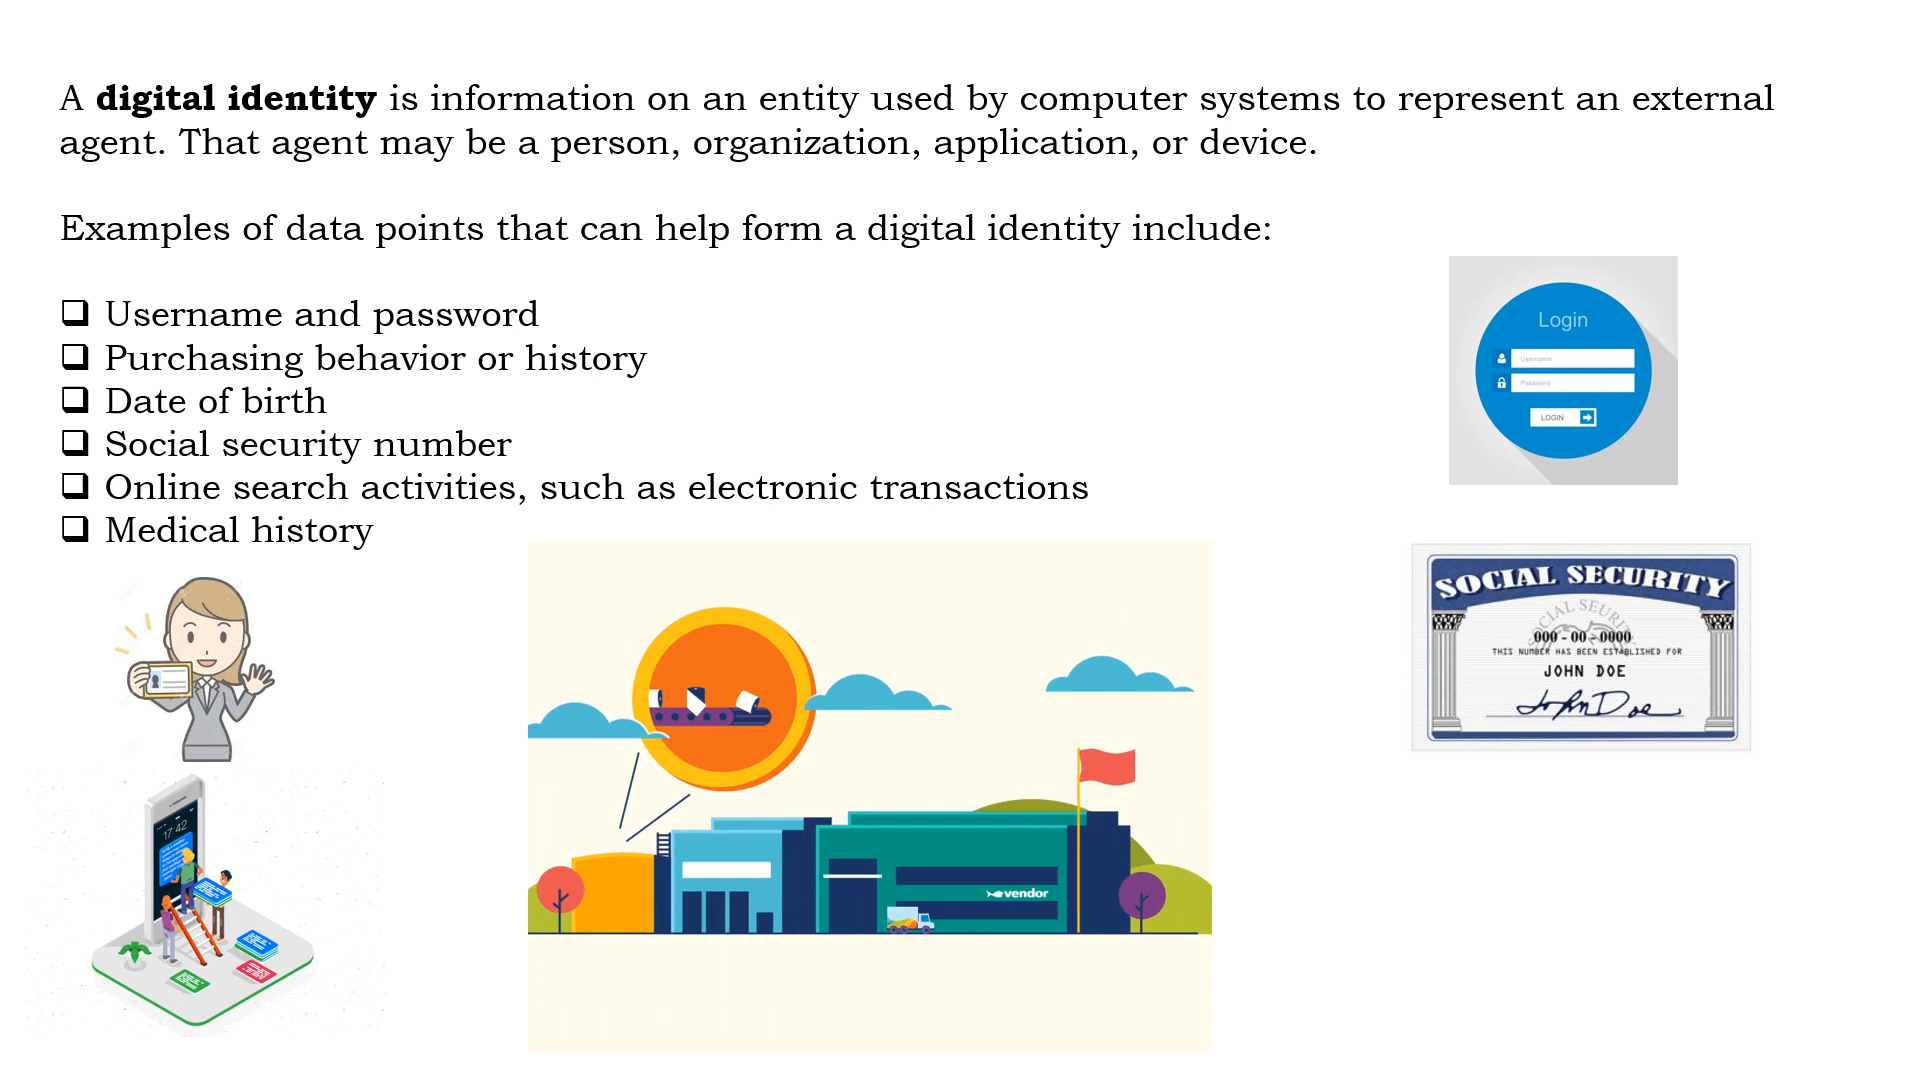 A digital identity is information on an entity used by computer systems to represent an external
agent. That agent may be a person, organization, application, or device.
Examples of data points that can help form a digital identity include:
❑ Username and password
❑ Purchasing behavior or history
❑ Date of birth
❑ Social security number
❑ Online search activities, such as electronic transactions
❑ Medical history
Login
Username
Password
LOGIN
SOCIAL SECURITY
000-00-0000
THIS NUMBER HAS BEEN ESTABLISHED FOR
JOHN DOE
John Doe
17:42
vendor